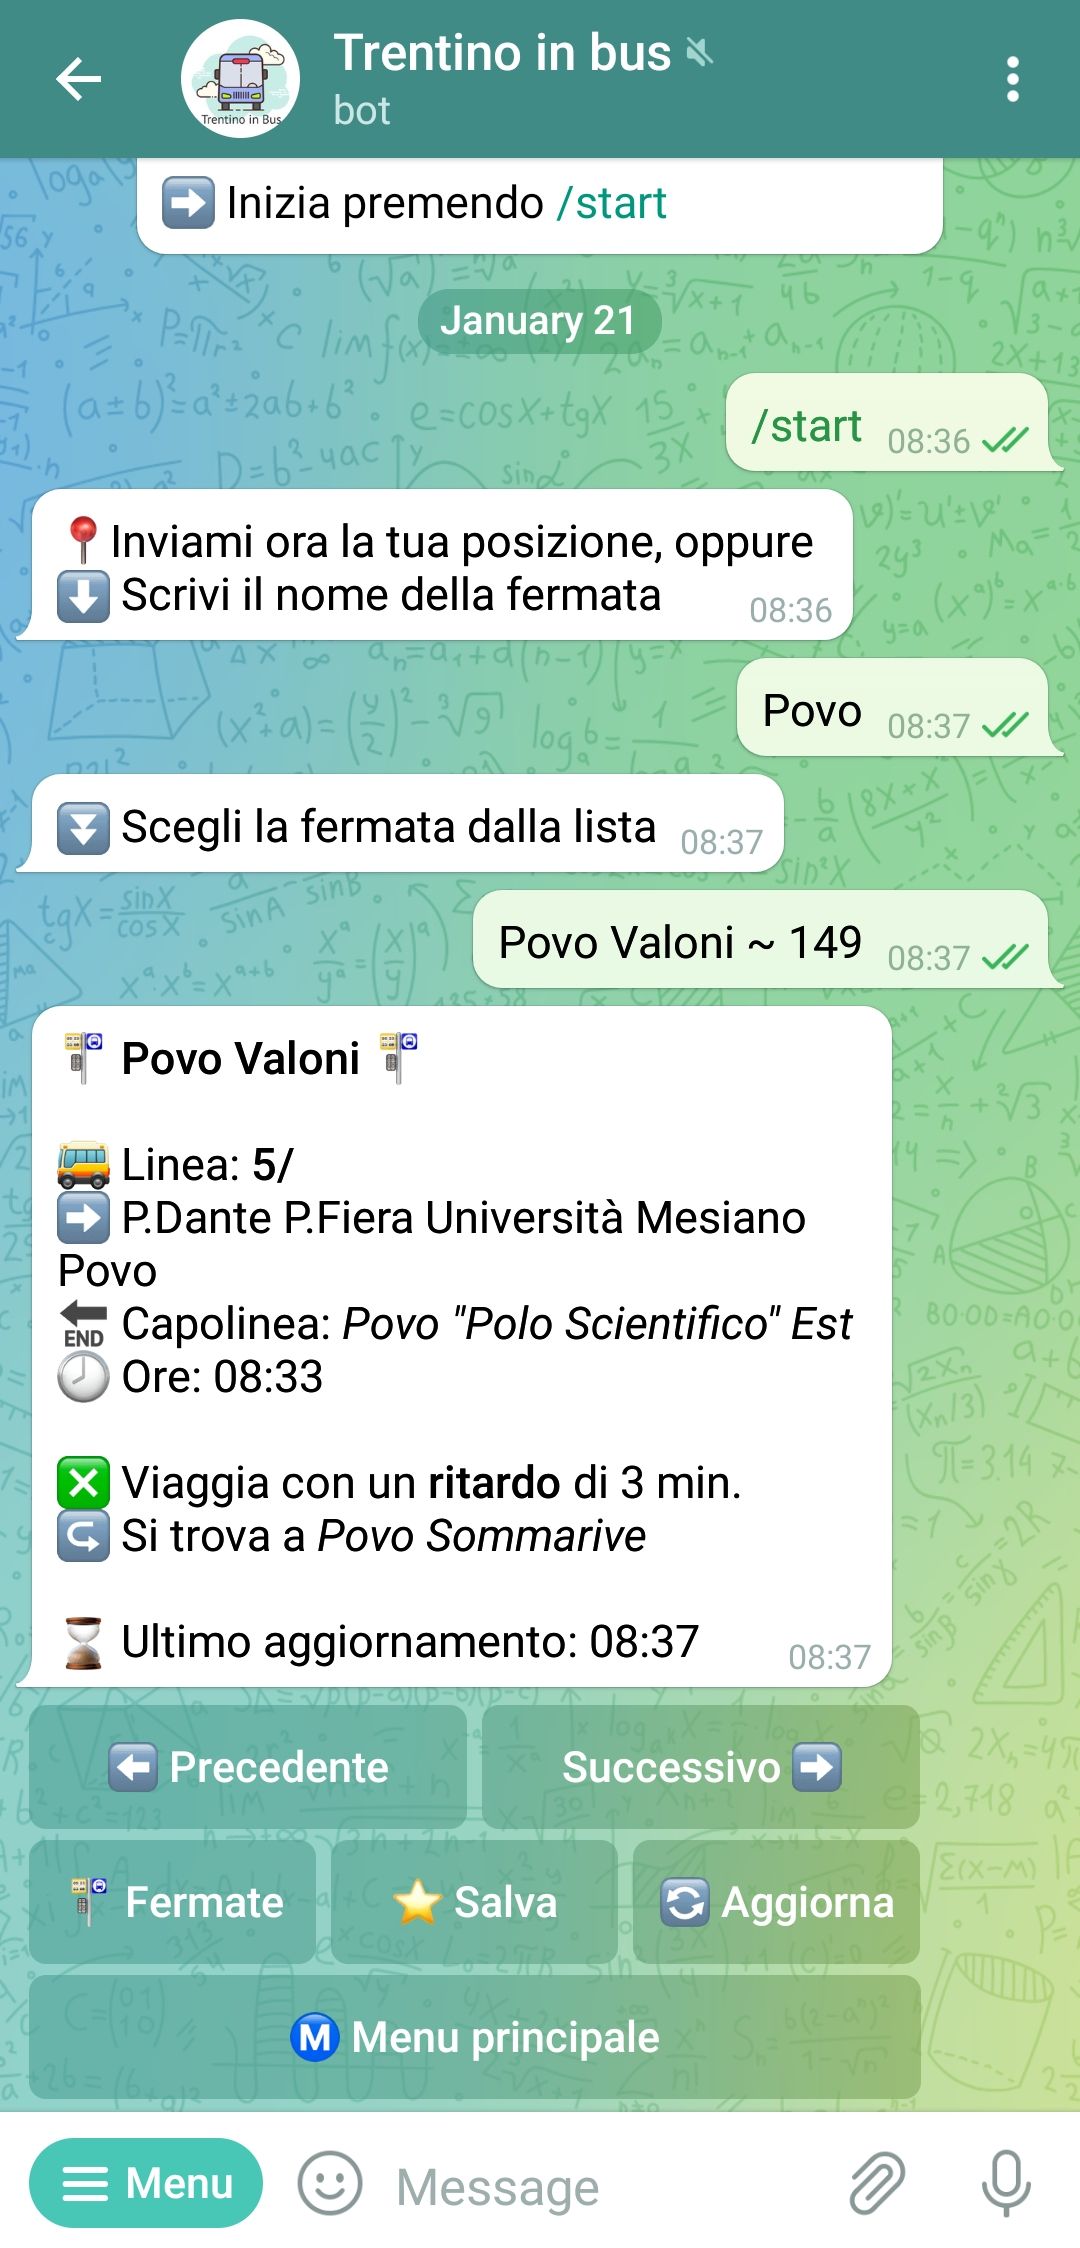 Trentino in bus
bot
Trentino in Bus
Inizia premendo /start
January 21
/start 08:36
Inviami ora la tua posizione, oppure
Scrivi il nome della fermata 08:36
Povo 08:37
Scegli la fermata dalla lista 08:37
Povo Valoni ~ 149 08:37
Povo Valoni
Linea: 5/
P.Dante P.Fiera Università Mesiano
Povo
END Capolinea: Povo "Polo Scientifico" Est
Ore: 08:33
Viaggia con un ritardo di 3 min.
Si trova a Povo Sommarive
Ultimo aggiornamento: 08:37 08:37
Precedente
Successivo
Fermate
Salva
Aggiorna
M Menu principale
Menu
Message